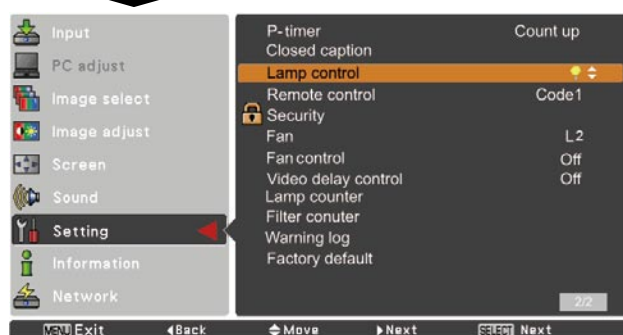 Input
PC adjust
Image select
Image adjust
Screen
Sound
Setting
Information
Network
P-timer Count up
Closed caption
Lamp control
Remote control Code1
Security
Fan L2
Fan control Off
Video delay control Off
Lamp counter
Filter conuter
Warning log
Factory default
2/2
MENU Exit Back Move Next SELECT Next